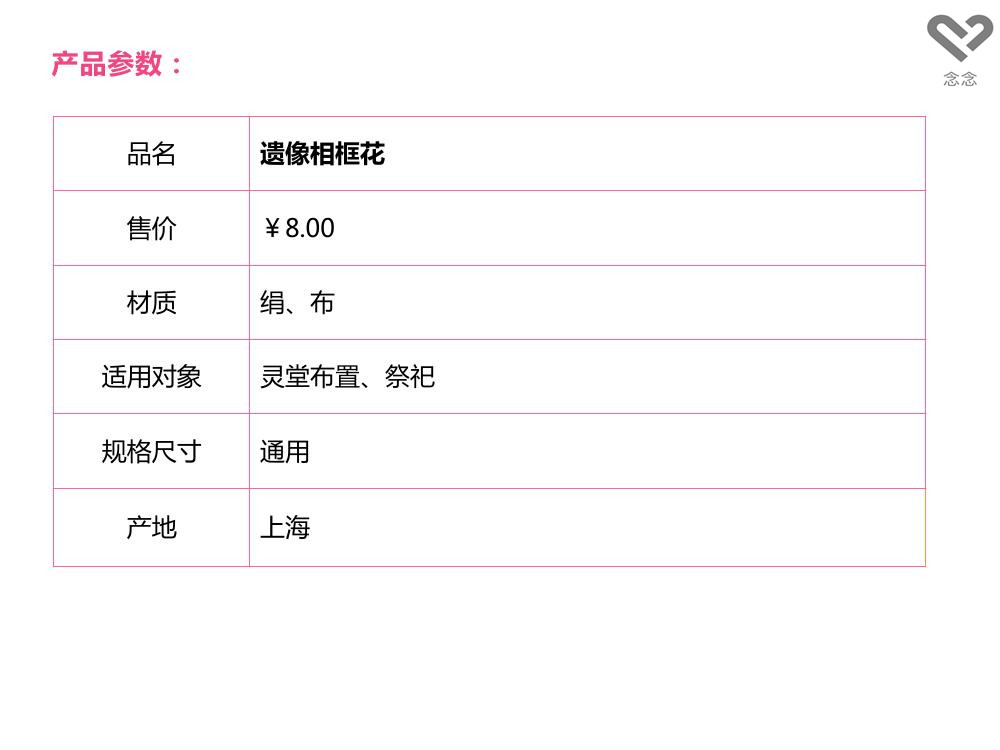 念念
产品参数：
品名 遗像相框花
售价 ￥8.00
材质 绢、布
适用对象 灵堂布置、祭祀
规格尺寸 通用
产地 上海